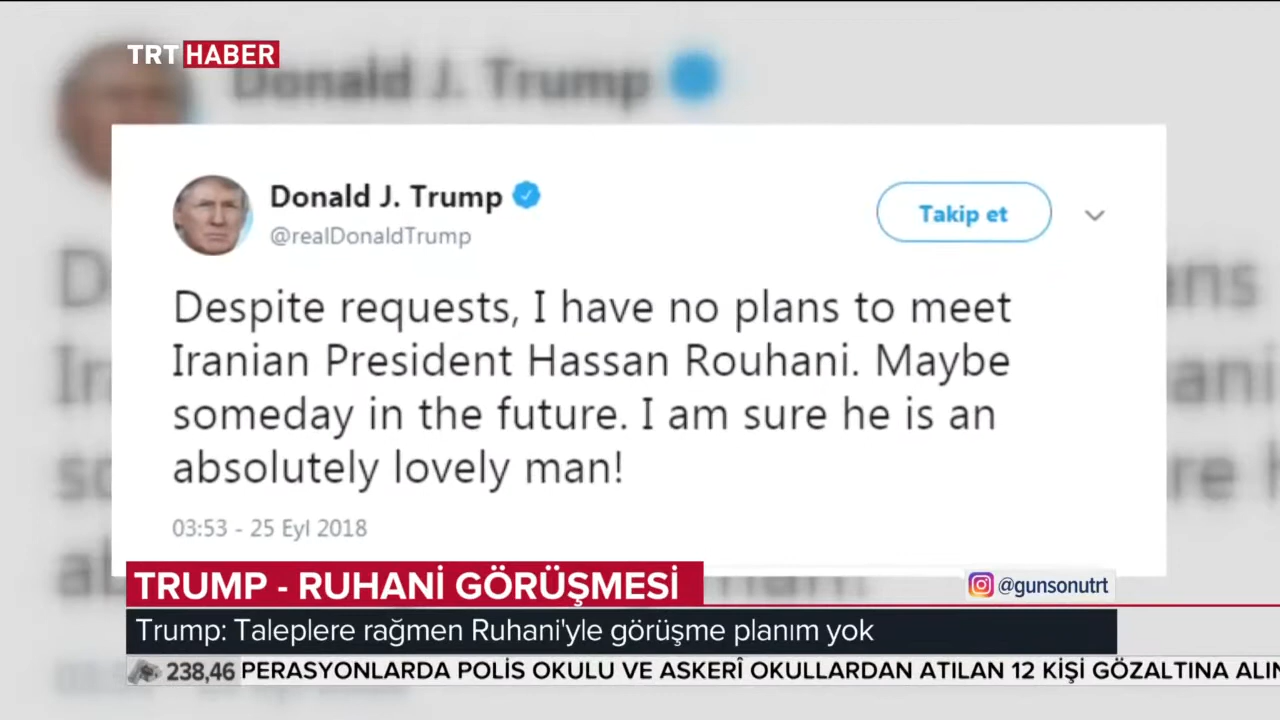 TRT HABER
Donald J. Trump
Donald J. Trump
@realDonaldTrump
Takip et
Despite requests, I have no plans to meet
Iranian President Hassan Rouhani. Maybe
someday in the future. I am sure he is an
absolutely lovely man!
03:53 - 25 Eyl 2018
TRUMP - RUHANİ GÖRÜŞMESİ
@gunsonutrt
Trump: Taleplere rağmen Ruhani'yle görüşme planım yok
238,46 PERASYONLARDA POLİS OKULU VE ASKERÎ OKULLARDAN ATILAN 12 KİŞİ GÖZALTINA ALIN